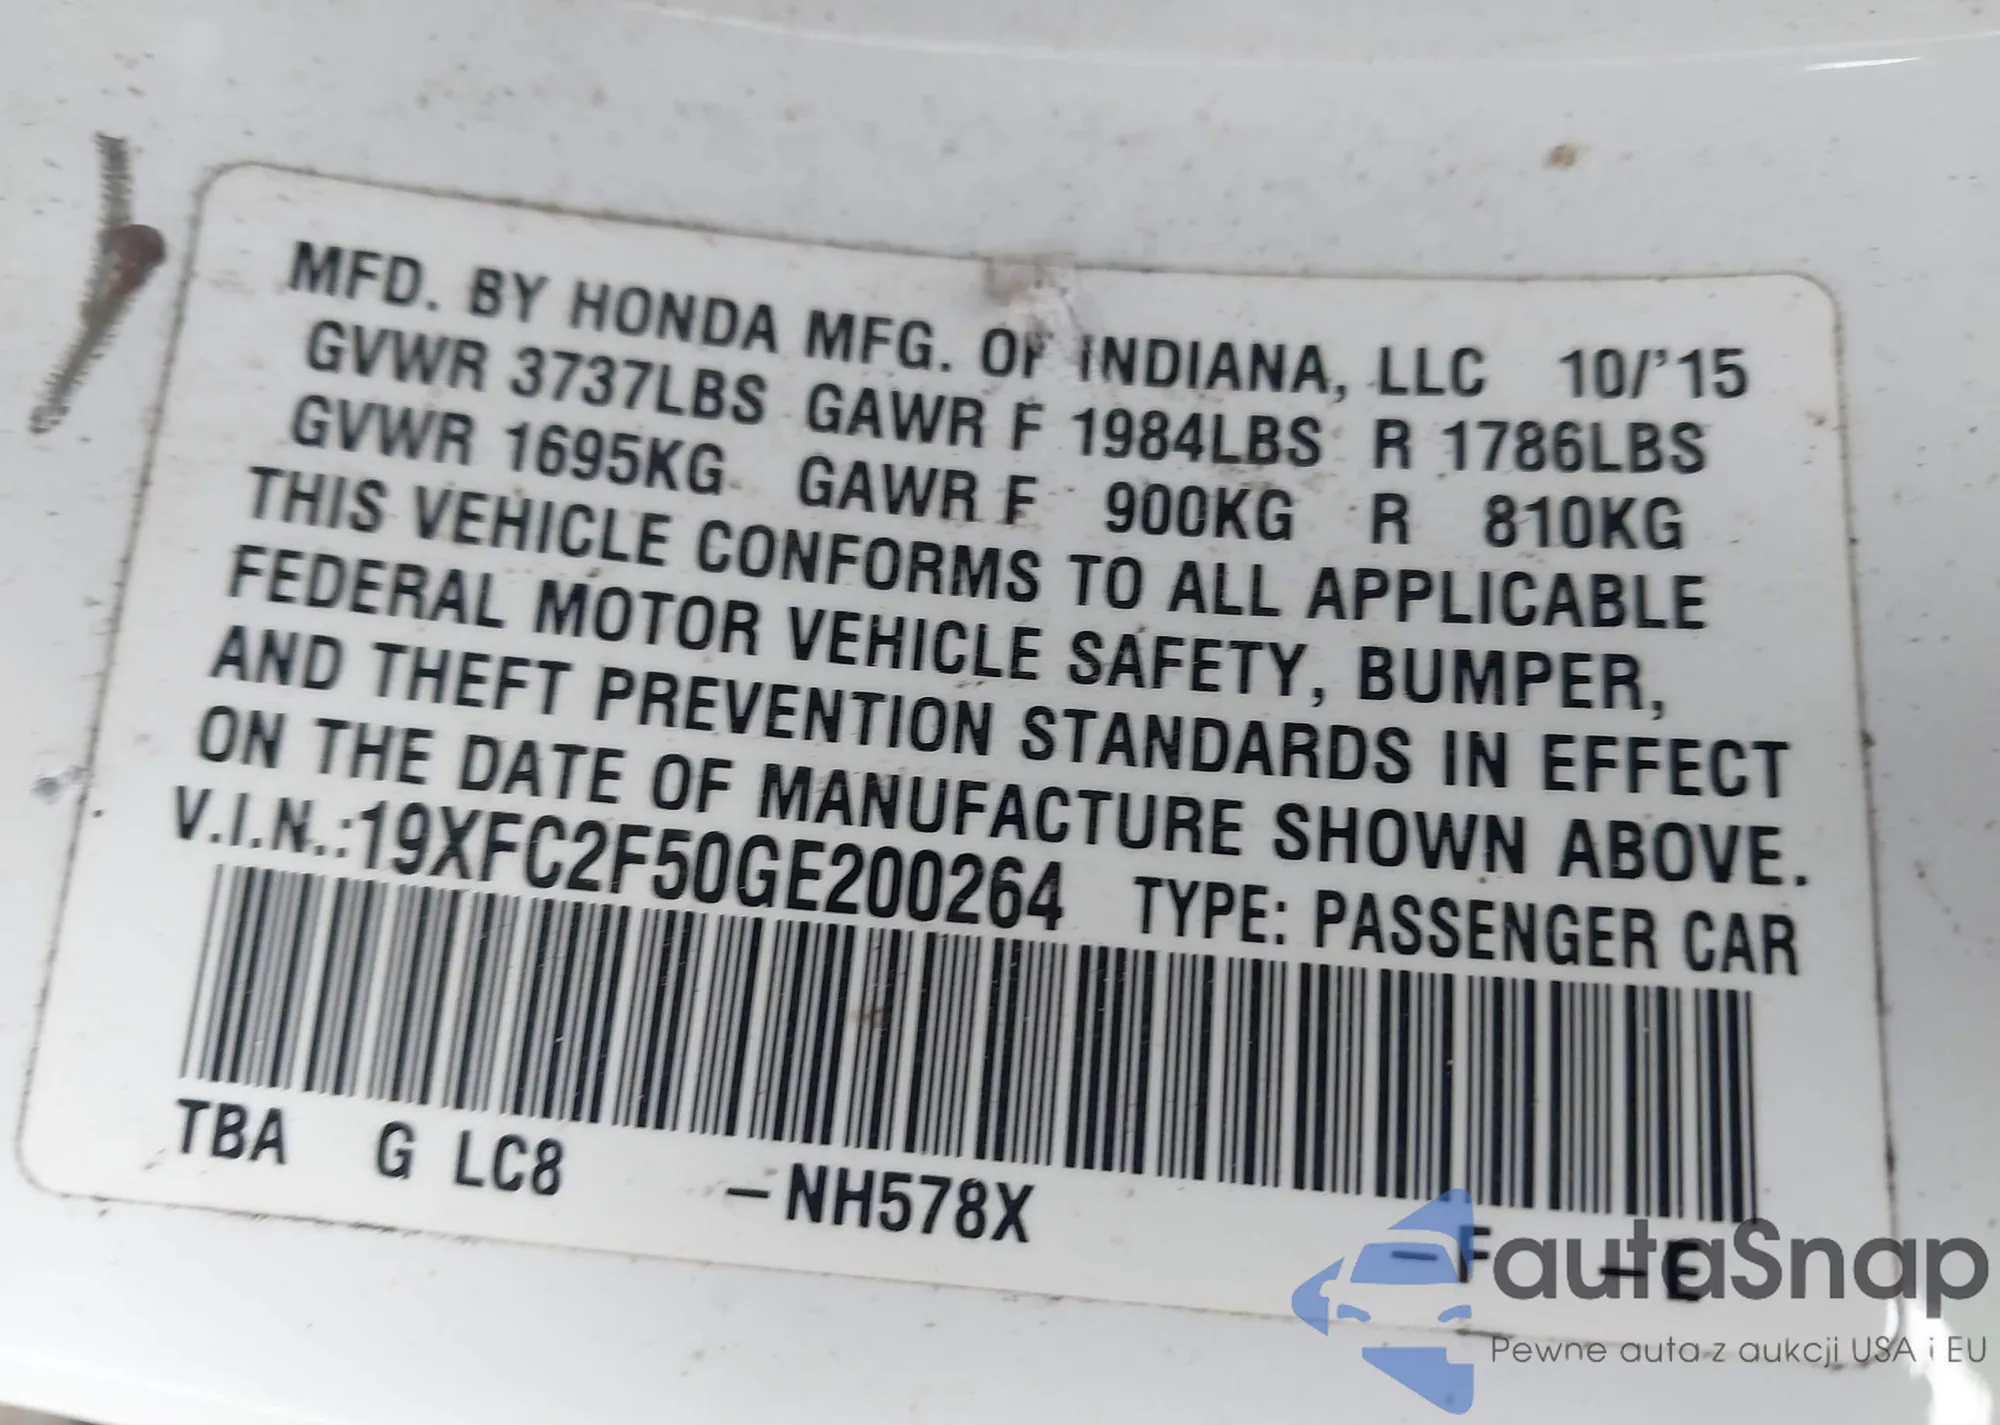 MFD. BY HONDA MFG. OF INDIANA, LLC 10/'15
GVWR 3737LBS GAWR F 1984LBS R 1786LBS
GVWR 1695KG GAWR F 900KG R 810KG
THIS VEHICLE CONFORMS TO ALL APPLICABLE
FEDERAL MOTOR VEHICLE SAFETY, BUMPER,
AND THEFT PREVENTION STANDARDS IN EFFECT
ON THE DATE OF MANUFACTURE SHOWN ABOVE.
V.I.N.:19XFC2F50GE200264 TYPE: PASSENGER CAR
TBA G LC8 –NH578X –F –E
autaSnap
Pewne auta z aukcji USA i EU